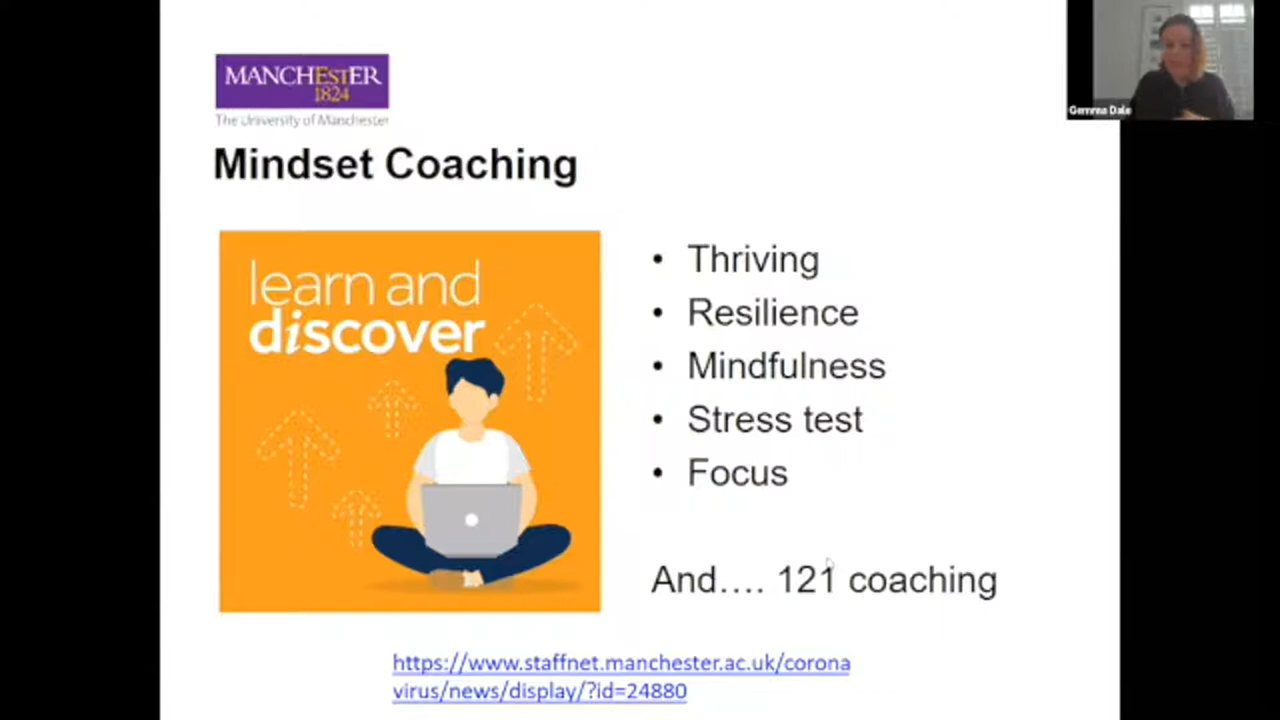 MANCHESTER
1824
The University of Manchester
Gemma Dale
Mindset Coaching
learn and
discover
• Thriving
• Resilience
• Mindfulness
• Stress test
• Focus
And…. 121 coaching
https://www.staffnet.manchester.ac.uk/corona
virus/news/display/?id=24880